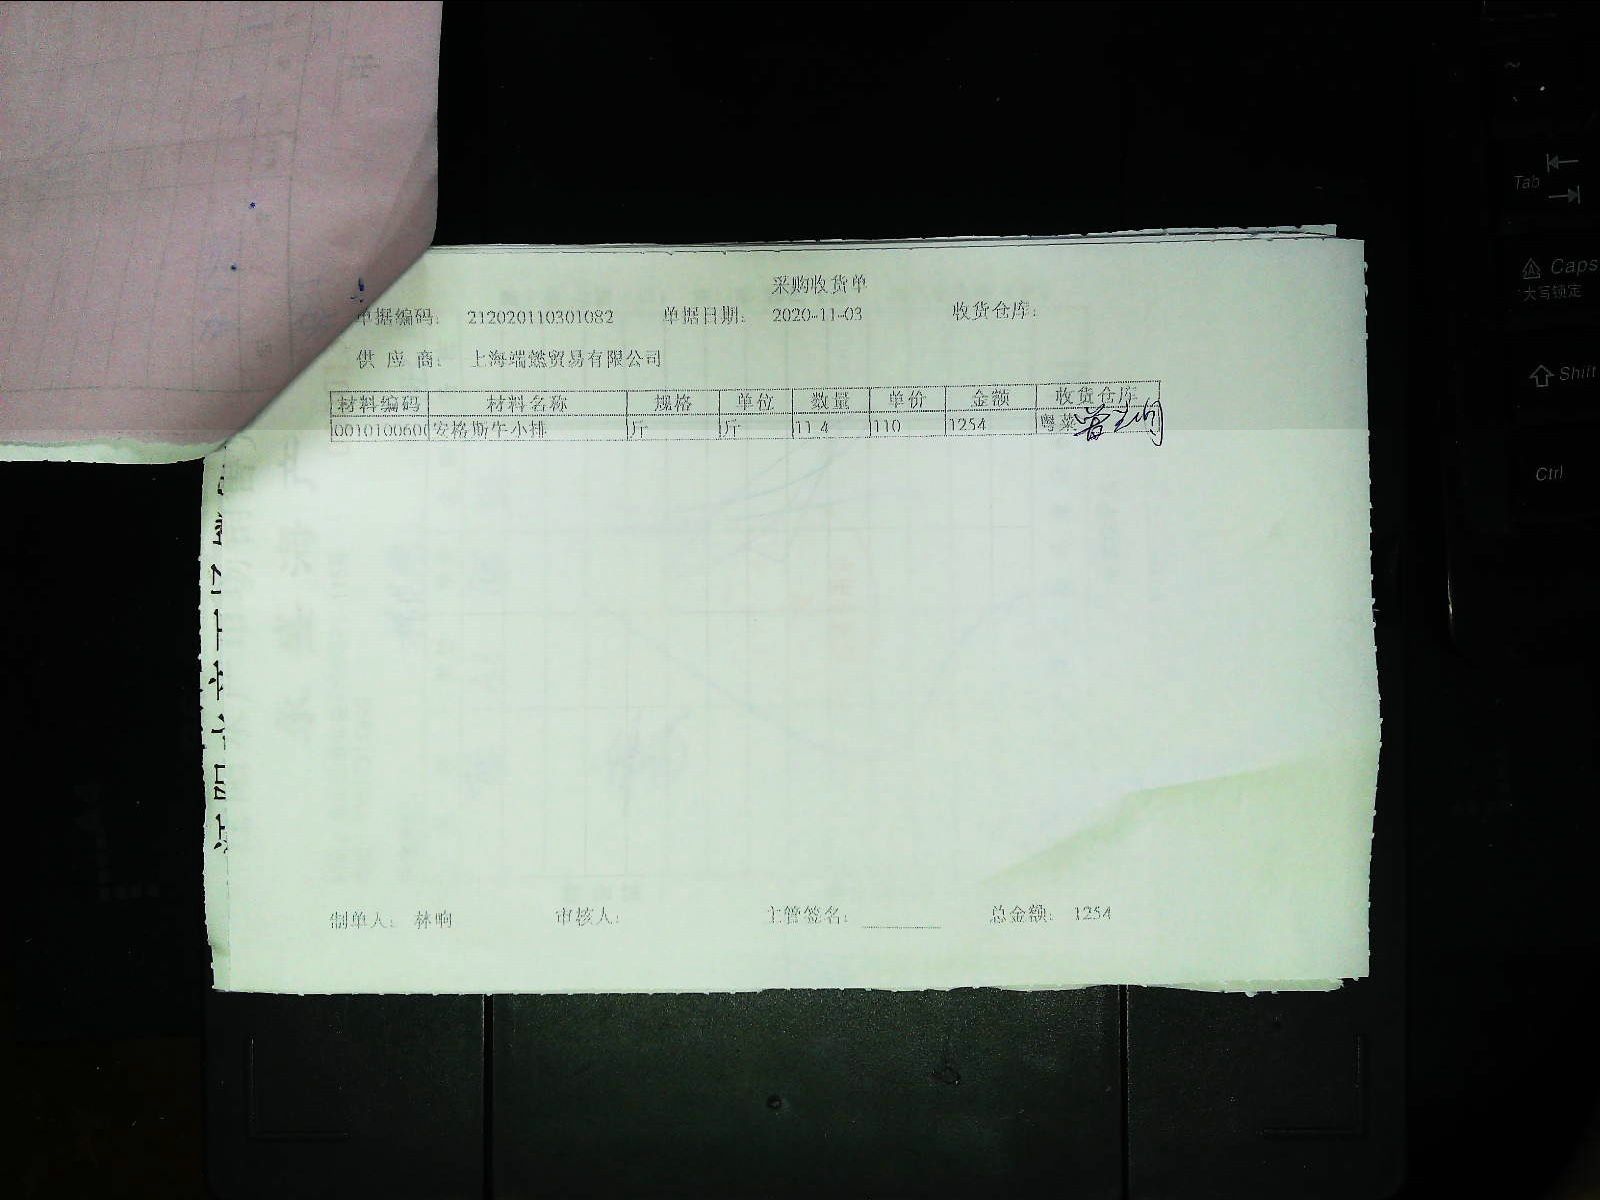 采购收货单
单据编码: 212020110301082 单据日期: 2020-11-03 收货仓库:
供 应 商: 上海端懿贸易有限公司
材料编码 材料名称 规格 单位 数量 单价 金额 收货仓库
安格斯牛小排 斤 斤 11.4 110 1254 粤菜
制单人: 林昀 审核人: 主管签名: 总金额: 1254
~
Tab
Caps
大写锁定
Shift
Ctrl